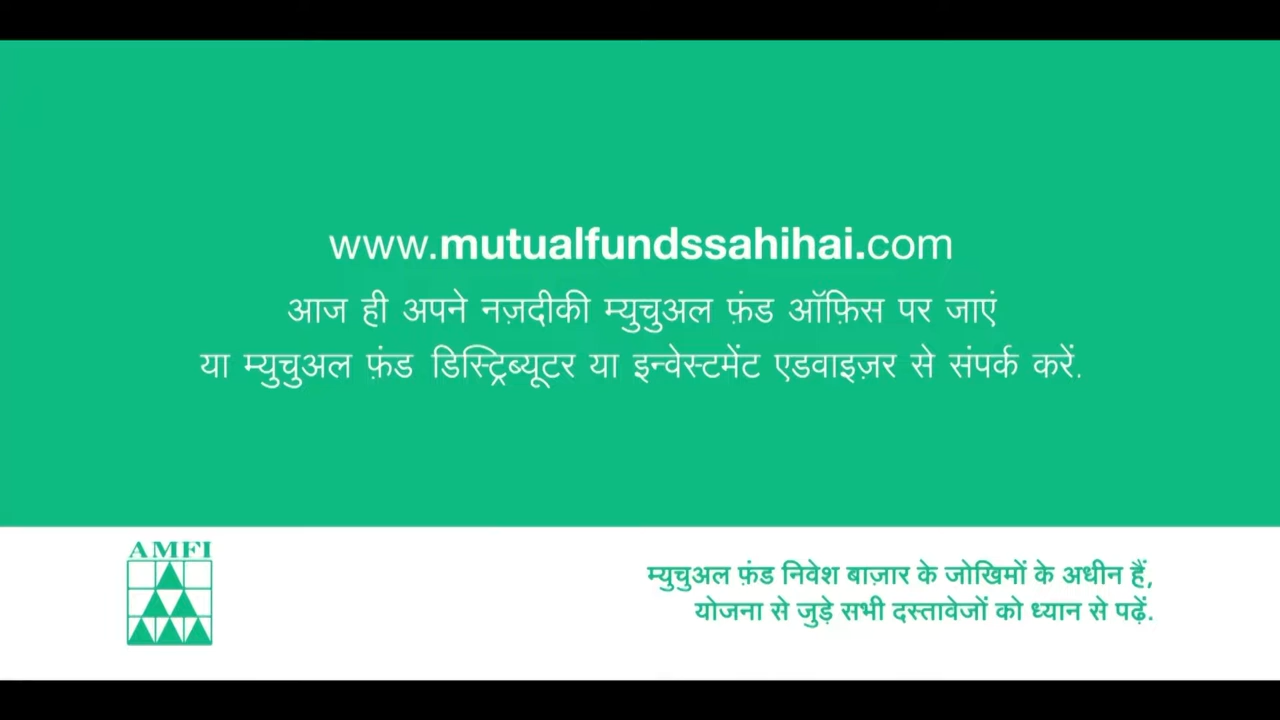 www.mutualfundssahihai.com
आज ही अपने नज़दीकी म्युचुअल फ़ंड ऑफ़िस पर जाएं
या म्युचुअल फ़ंड डिस्ट्रिब्यूटर या इन्वेस्टमेंट एडवाइज़र से संपर्क करें.
AMFI
म्युचुअल फ़ंड निवेश बाज़ार के जोखिमों के अधीन हैं,
योजना से जुड़े सभी दस्तावेजों को ध्यान से पढ़ें.